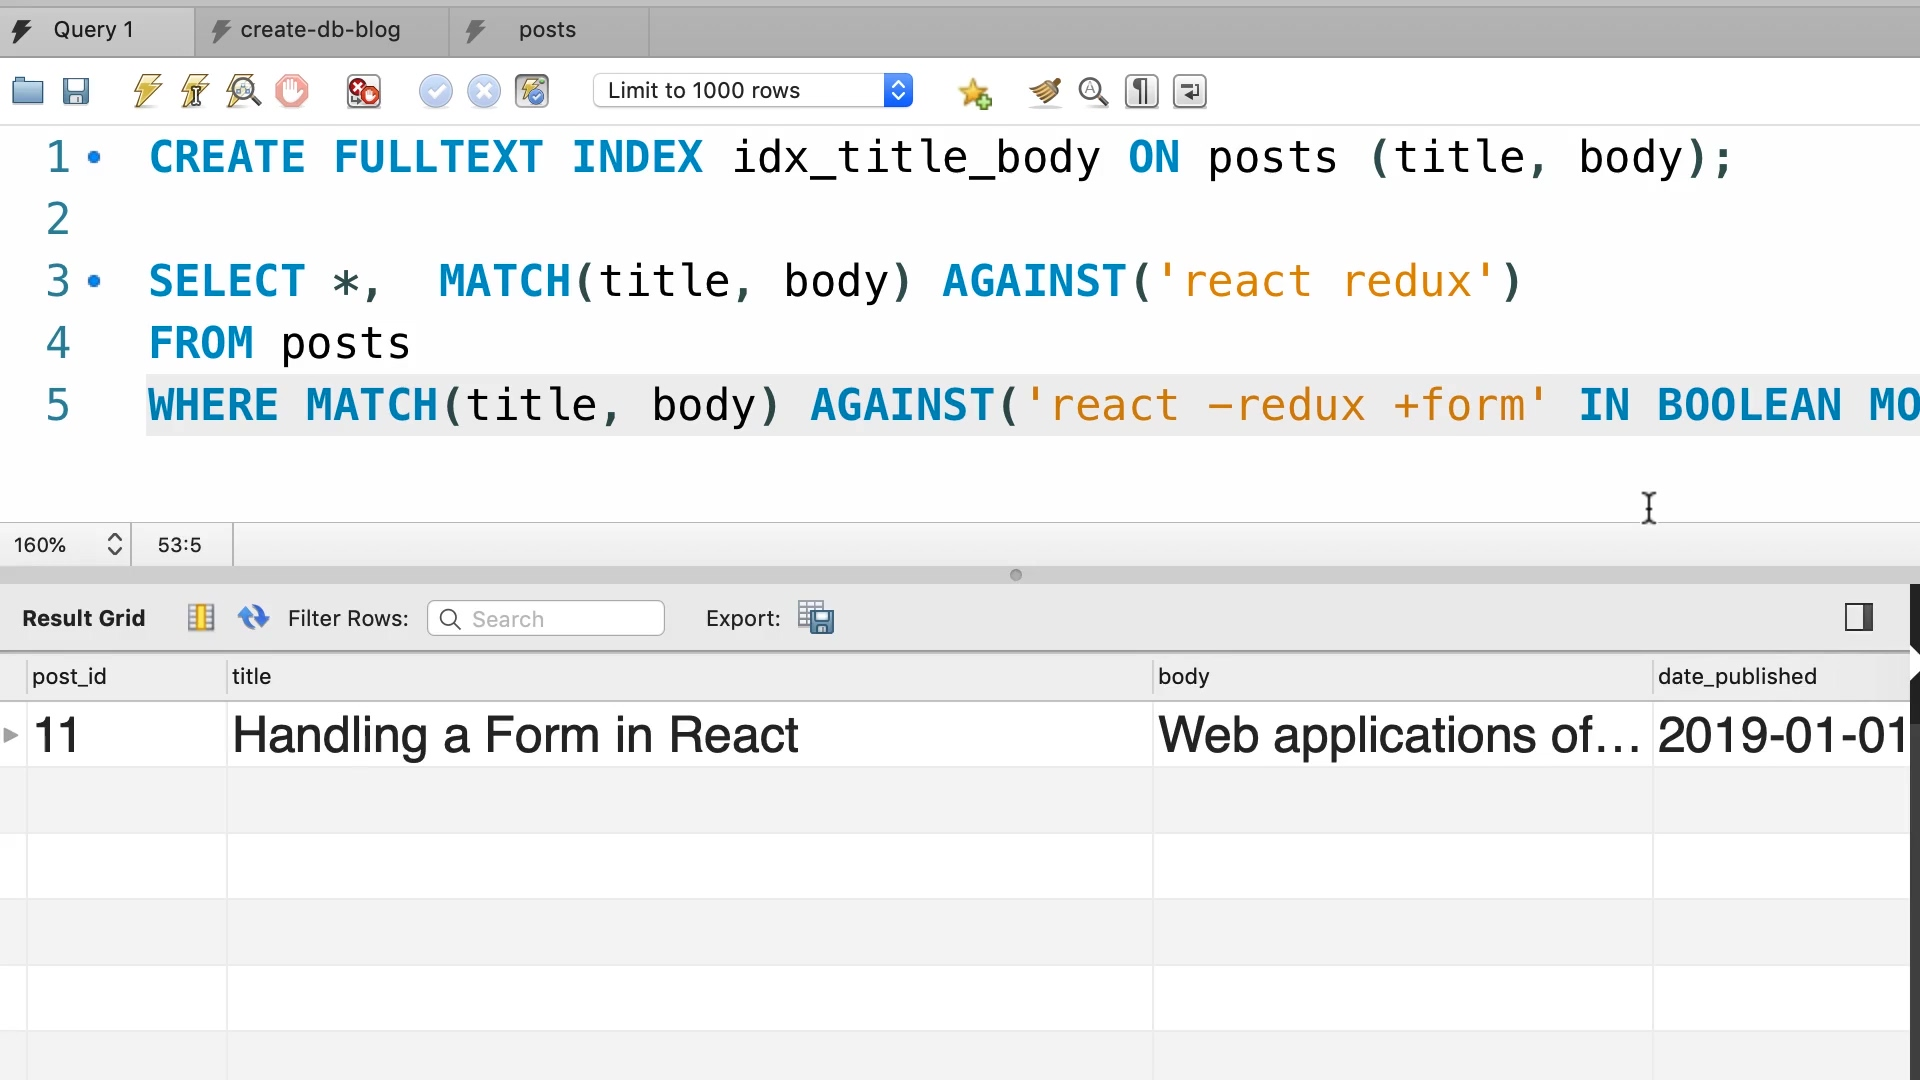 Query 1 create-db-blog posts
Limit to 1000 rows
1 CREATE FULLTEXT INDEX idx_title_body ON posts (title, body);
2
3 SELECT *, MATCH(title, body) AGAINST('react redux')
4 FROM posts
5 WHERE MATCH(title, body) AGAINST('react -redux +form' IN BOOLEAN MO
160% 53:5
Result Grid Filter Rows: Search Export:
post_id title body date_published
11 Handling a Form in React Web applications of... 2019-01-01